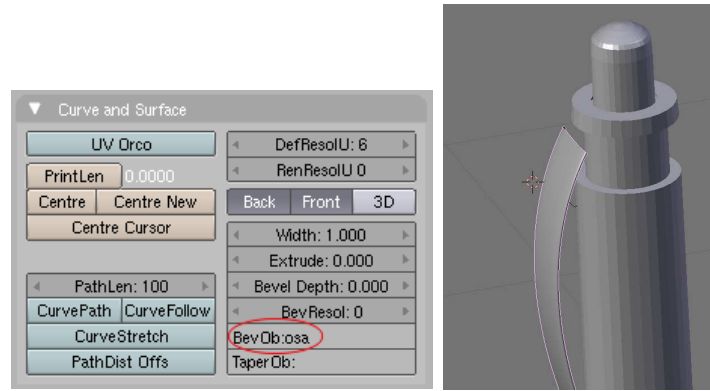 Curve and Surface
UV Orco
DefResolU: 6
PrintLen 0.0000
RenResolU 0
Centre Centre New
Back Front 3D
Centre Cursor
Width: 1.000
Extrude: 0.000
PathLen: 100
Bevel Depth: 0.000
CurvePath CurveFollow
BevResol: 0
CurveStretch
BevOb:osa
PathDist Offs
TaperOb: